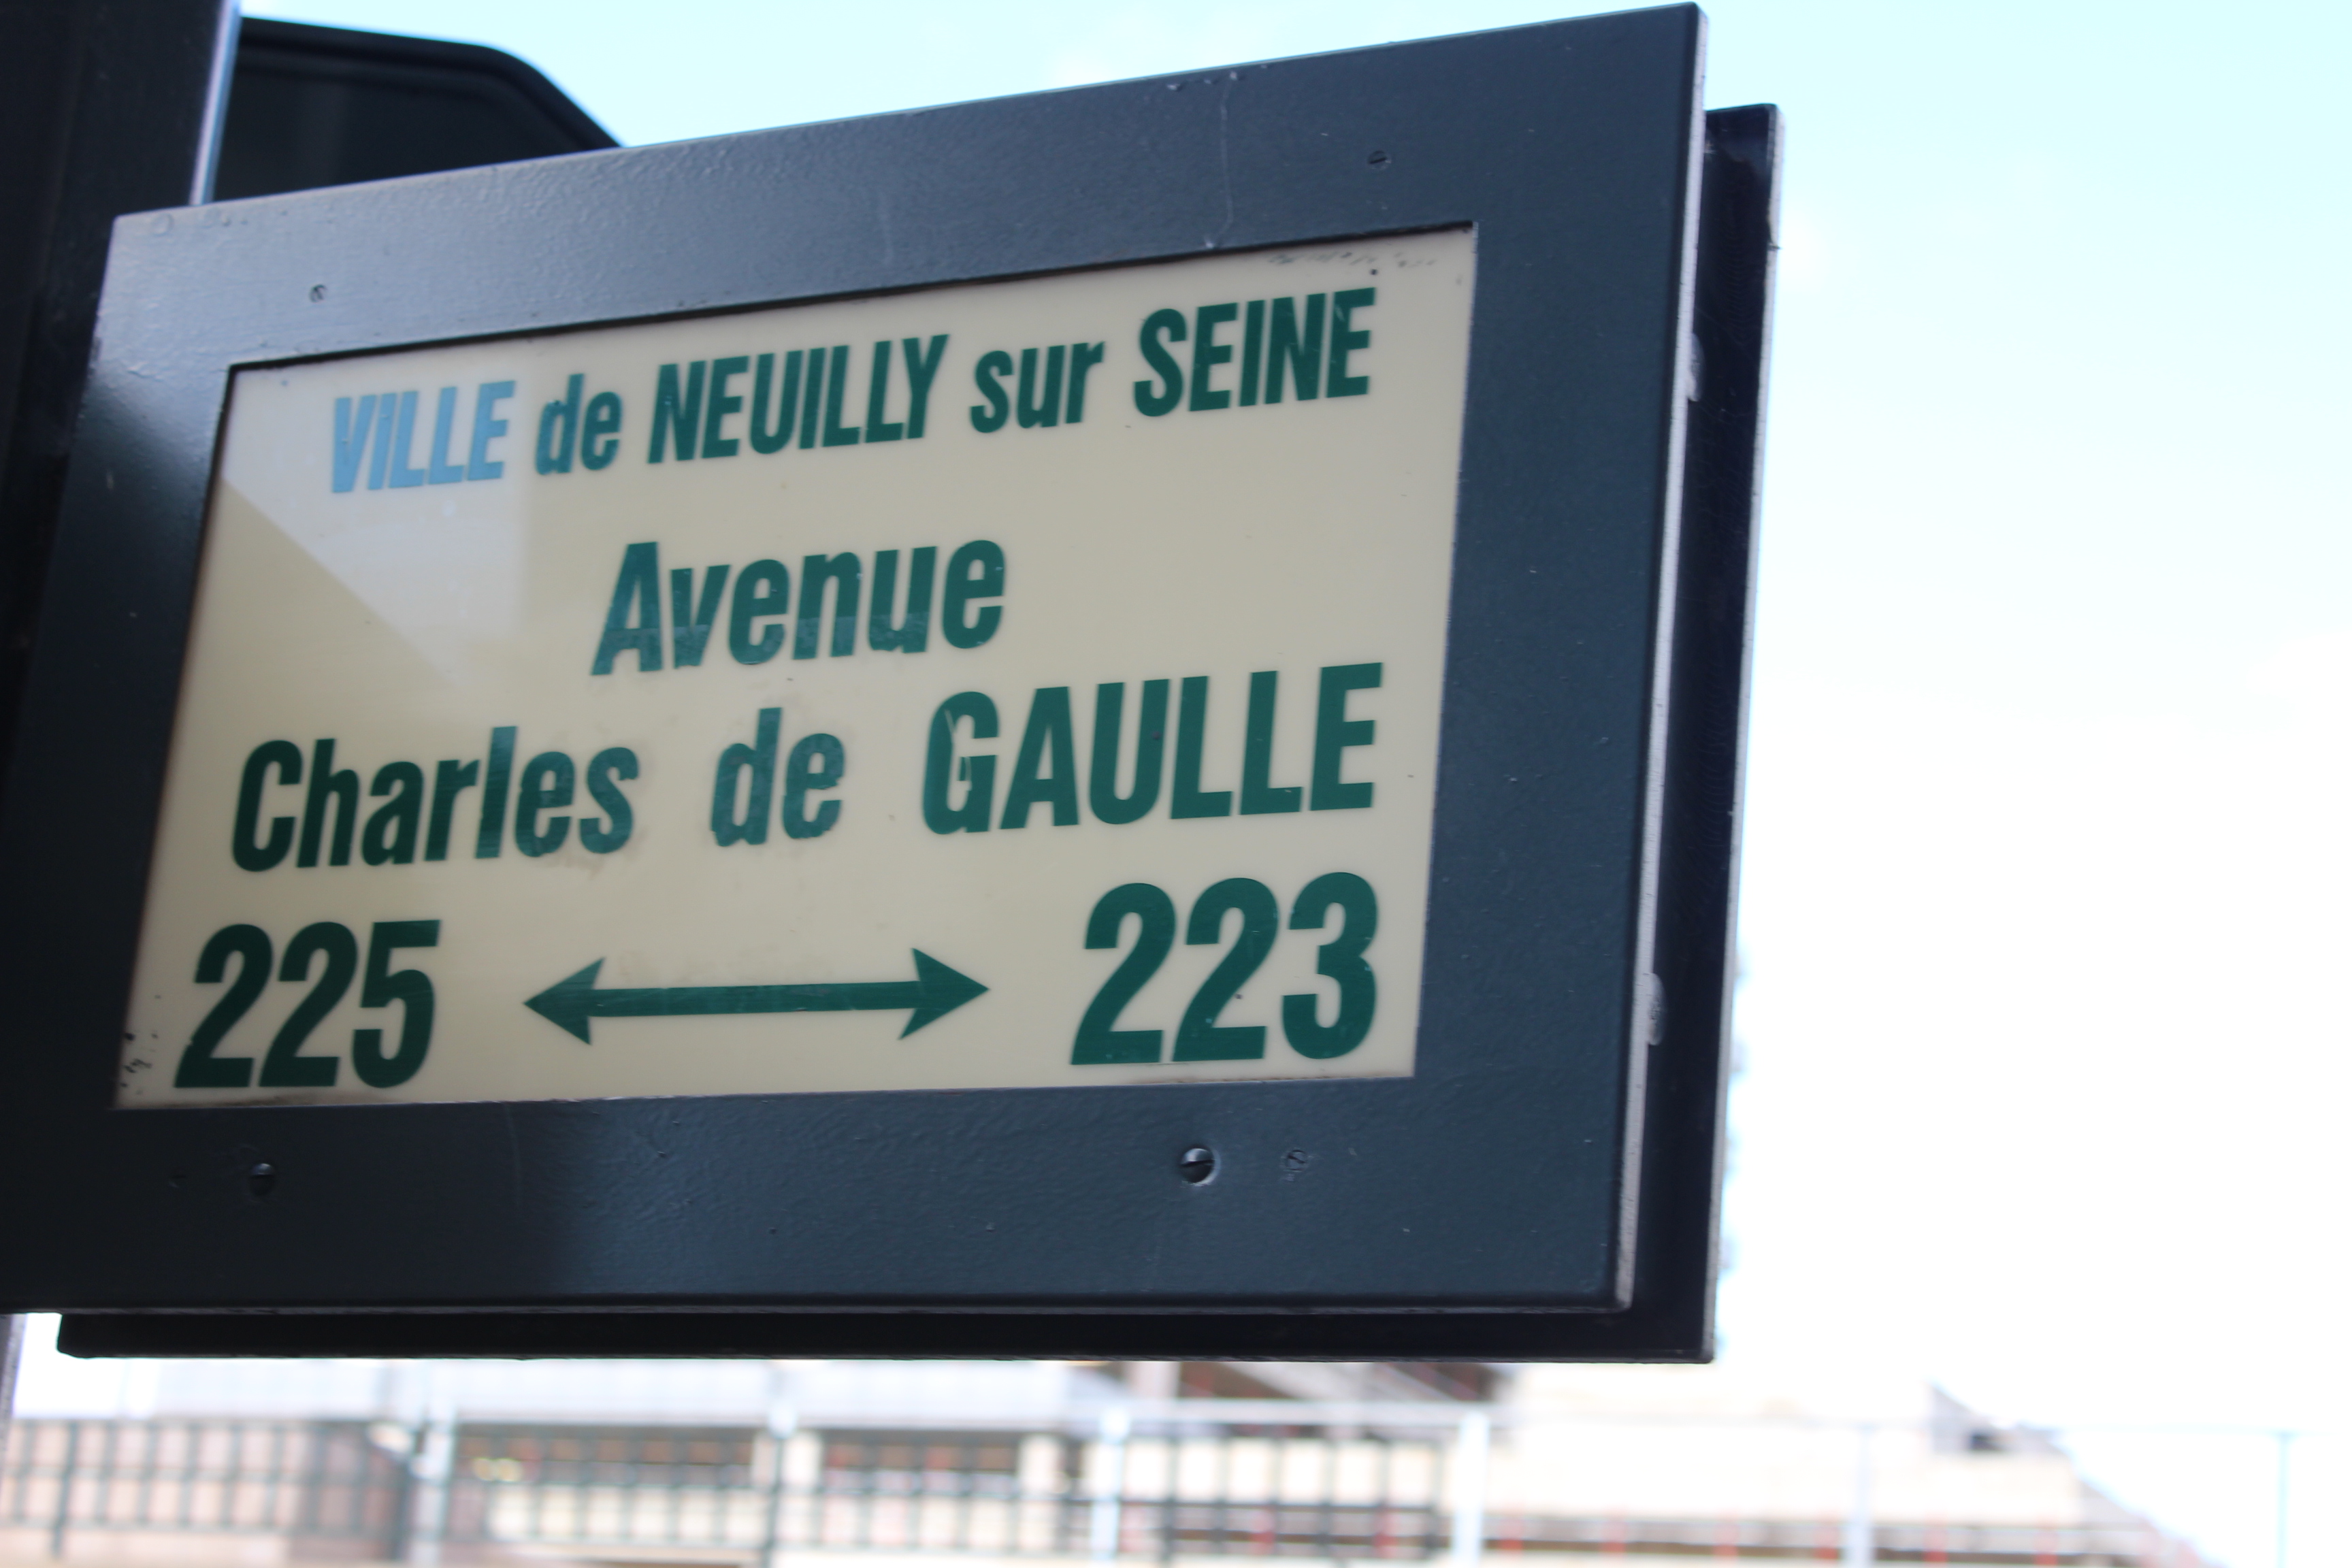 VILLE de NEUILLY sur SEINE
Avenue
Charles de GAULLE
225 ⟷ 223